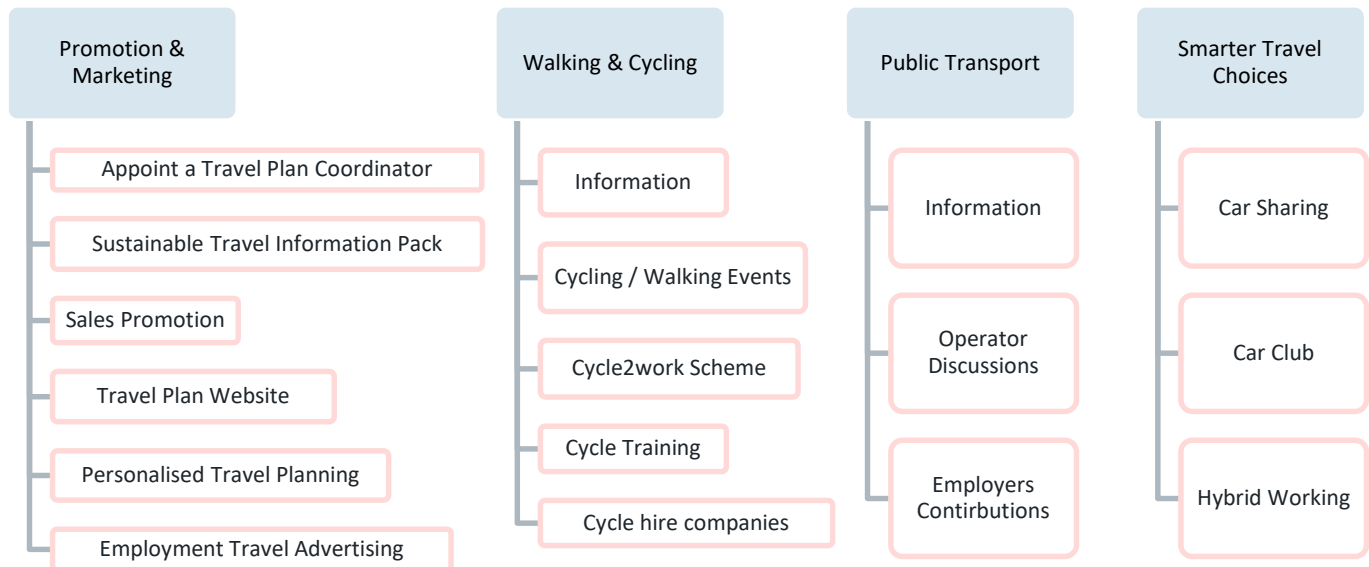 Promotion &
Marketing
Appoint a Travel Plan Coordinator
Sustainable Travel Information Pack
Sales Promotion
Travel Plan Website
Personalised Travel Planning
Employment Travel Advertising
Walking & Cycling
Information
Cycling / Walking Events
Cycle2work Scheme
Cycle Training
Cycle hire companies
Public Transport
Information
Operator
Discussions
Employers
Contirbutions
Smarter Travel
Choices
Car Sharing
Car Club
Hybrid Working